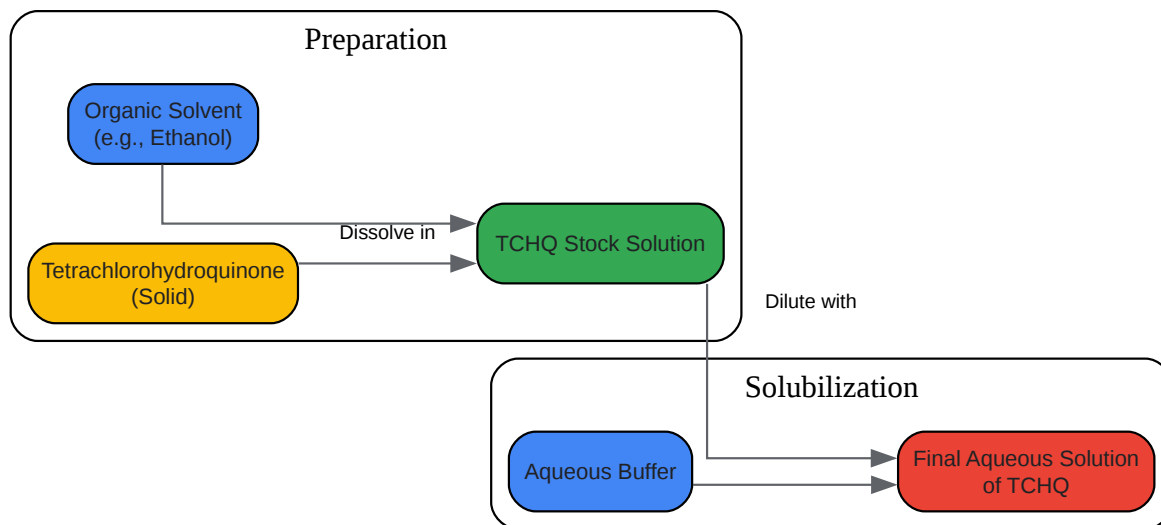 Preparation
Organic Solvent
(e.g., Ethanol)
Dissolve in
TCHQ Stock Solution
Tetrachlorohydroquinone
(Solid)
Dilute with
Solubilization
Aqueous Buffer
Final Aqueous Solution
of TCHQ